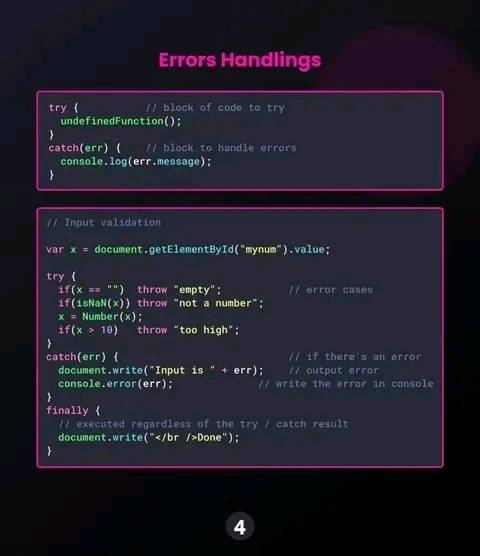 Errors Handlings
try {          // block of code to try
  undefinedFunction();
}
catch(err) {    // block to handle errors
  console.log(err.message);
}
// Input validation
var x = document.getElementById("mynum").value;
try {
  if(x == "")  throw "empty";          // error cases
  if(isNaN(x)) throw "not a number";
  x = Number(x);
  if(x > 10)   throw "too high";
}
catch(err) {                            // if there's an error
  document.write("Input is " + err);    // output error
  console.error(err);              // write the error in console
}
finally {
  // executed regardless of the try / catch result
  document.write("</br />Done");
}
4